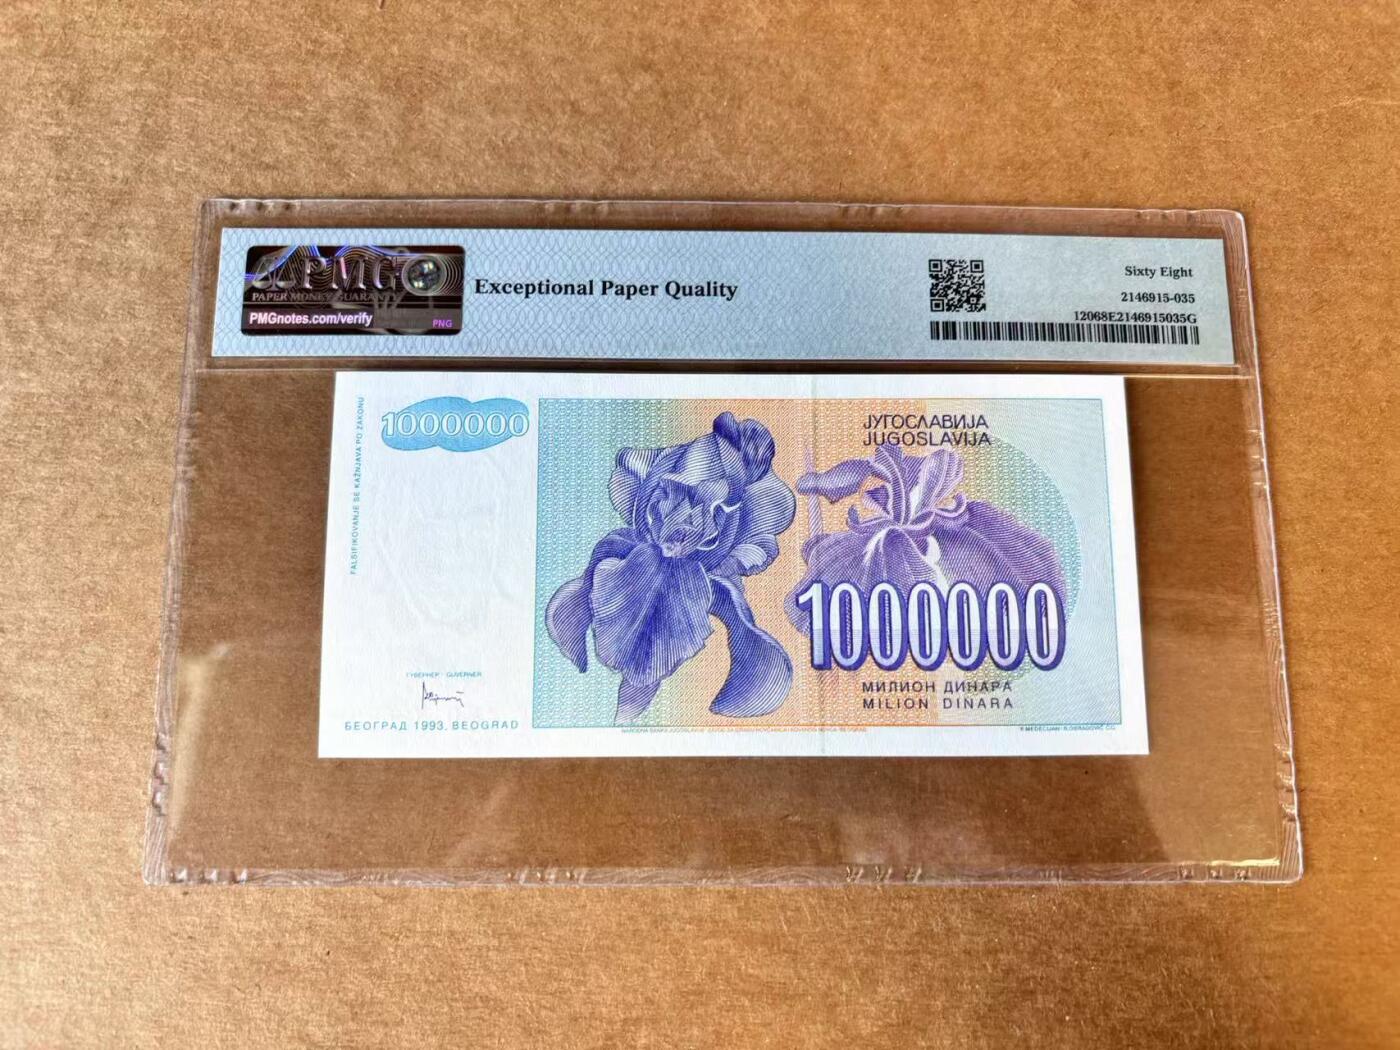 PMG
PAPER MONEY GUARANTY
PMGnotes.com/verify
PNG
Exceptional Paper Quality
Sixty Eight
2146915-035
12068E2146915035G
FALSIFIKOVANJE SE KAŽNJAVA PO ZAKONU
1000000
ЈУГОСЛАВИЈА
JUGOSLAVIJA
1000000
МИЛИОН ДИНАРА
MILION DINARA
ГУВЕРНЕР - GUVERNER
БЕОГРАД 1993. BEOGRAD